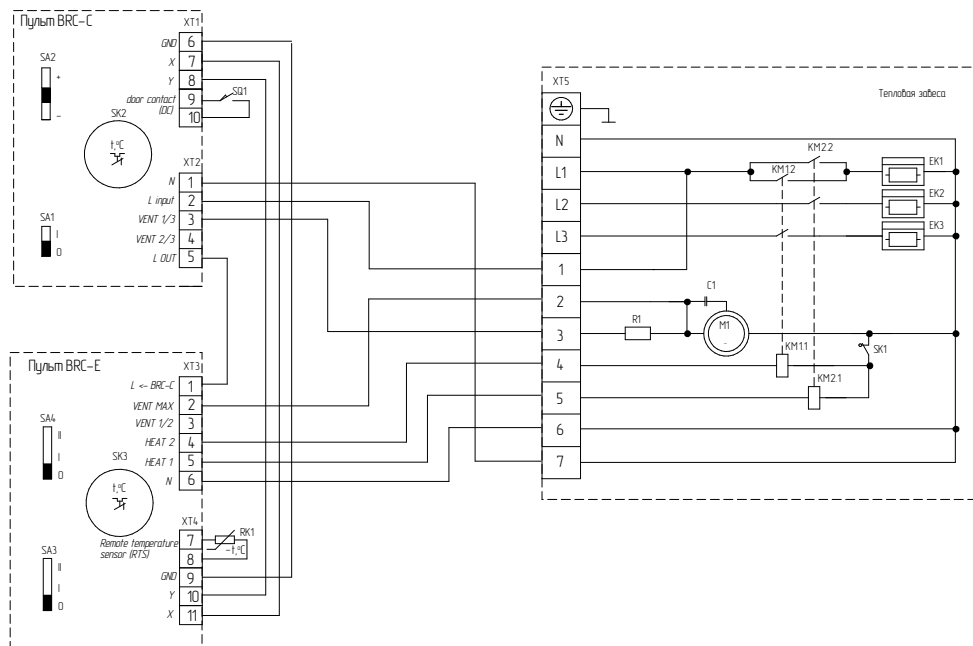 Пульт BRC-C
XT1
SA2
+
-
GND 6
X 7
Y 8
door contact (DC) 9
10
SQ1
SK2
t,°C
XT2
N 1
L input 2
VENT 1/3 3
VENT 2/3 4
L OUT 5
SA1
I
0
Пульт BRC-E
XT3
L <- BRC-C 1
VENT MAX 2
VENT 1/2 3
HEAT 2 4
HEAT 1 5
N 6
SA4
II
I
0
SK3
t,°C
XT4
Remote temperature sensor (RTS)
7
8
RK1
-t,°C
GND 9
Y 10
X 11
SA3
II
I
0
XT5
Тепловая завеса
N
L1
L2
L3
1
2
3
4
5
6
7
KM2.2
KM1.2
EK1
EK2
EK3
C1
R1
M1
SK1
KM1.1
KM2.1